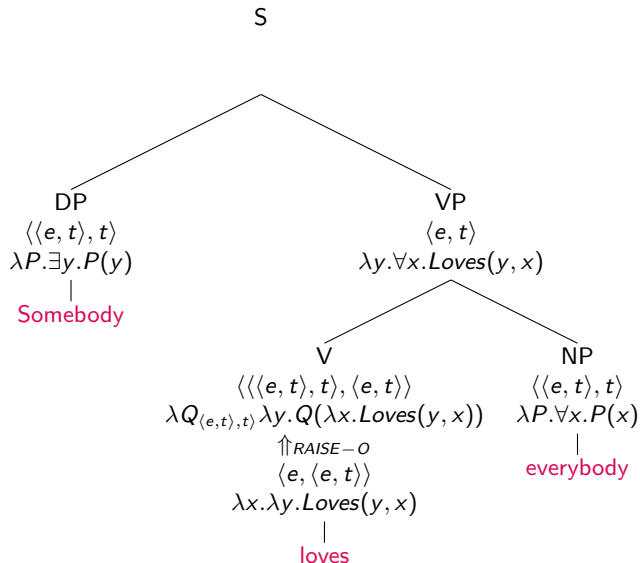 S
DP VP
⟨⟨e, t⟩, t⟩ ⟨e, t⟩
λP.∃y.P(y) λy.∀x.Loves(y, x)
Somebody
V NP
⟨⟨⟨e, t⟩, t⟩, ⟨e, t⟩⟩ ⟨⟨e, t⟩, t⟩
λQ⟨e,t⟩,t⟩λy.Q(λx.Loves(y, x)) λP.∀x.P(x)
⇑RAISE−O
everybody
⟨e, ⟨e, t⟩⟩
λx.λy.Loves(y, x)
loves